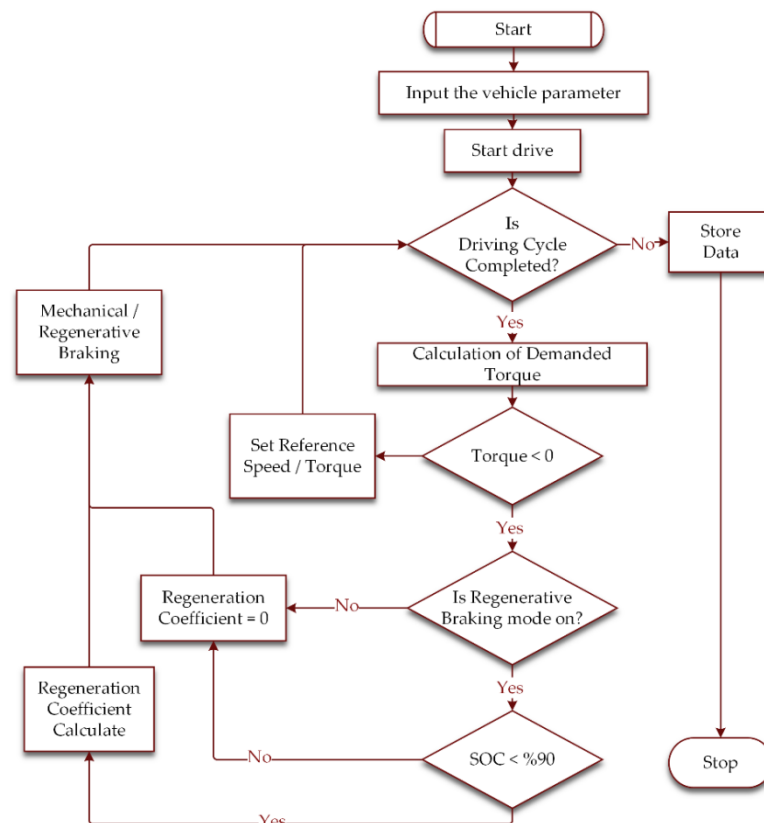 Start
Input the vehicle parameter
Start drive
Is
Driving Cycle
Completed?
No
Store
Data
Mechanical /
Regenerative
Braking
Yes
Calculation of Demanded
Torque
Set Reference
Speed / Torque
Torque < 0
Yes
Regeneration
Coefficient = 0
No
Is Regenerative
Braking mode on?
Yes
Regeneration
Coefficient
Calculate
No
SOC < %90
Stop
Yes